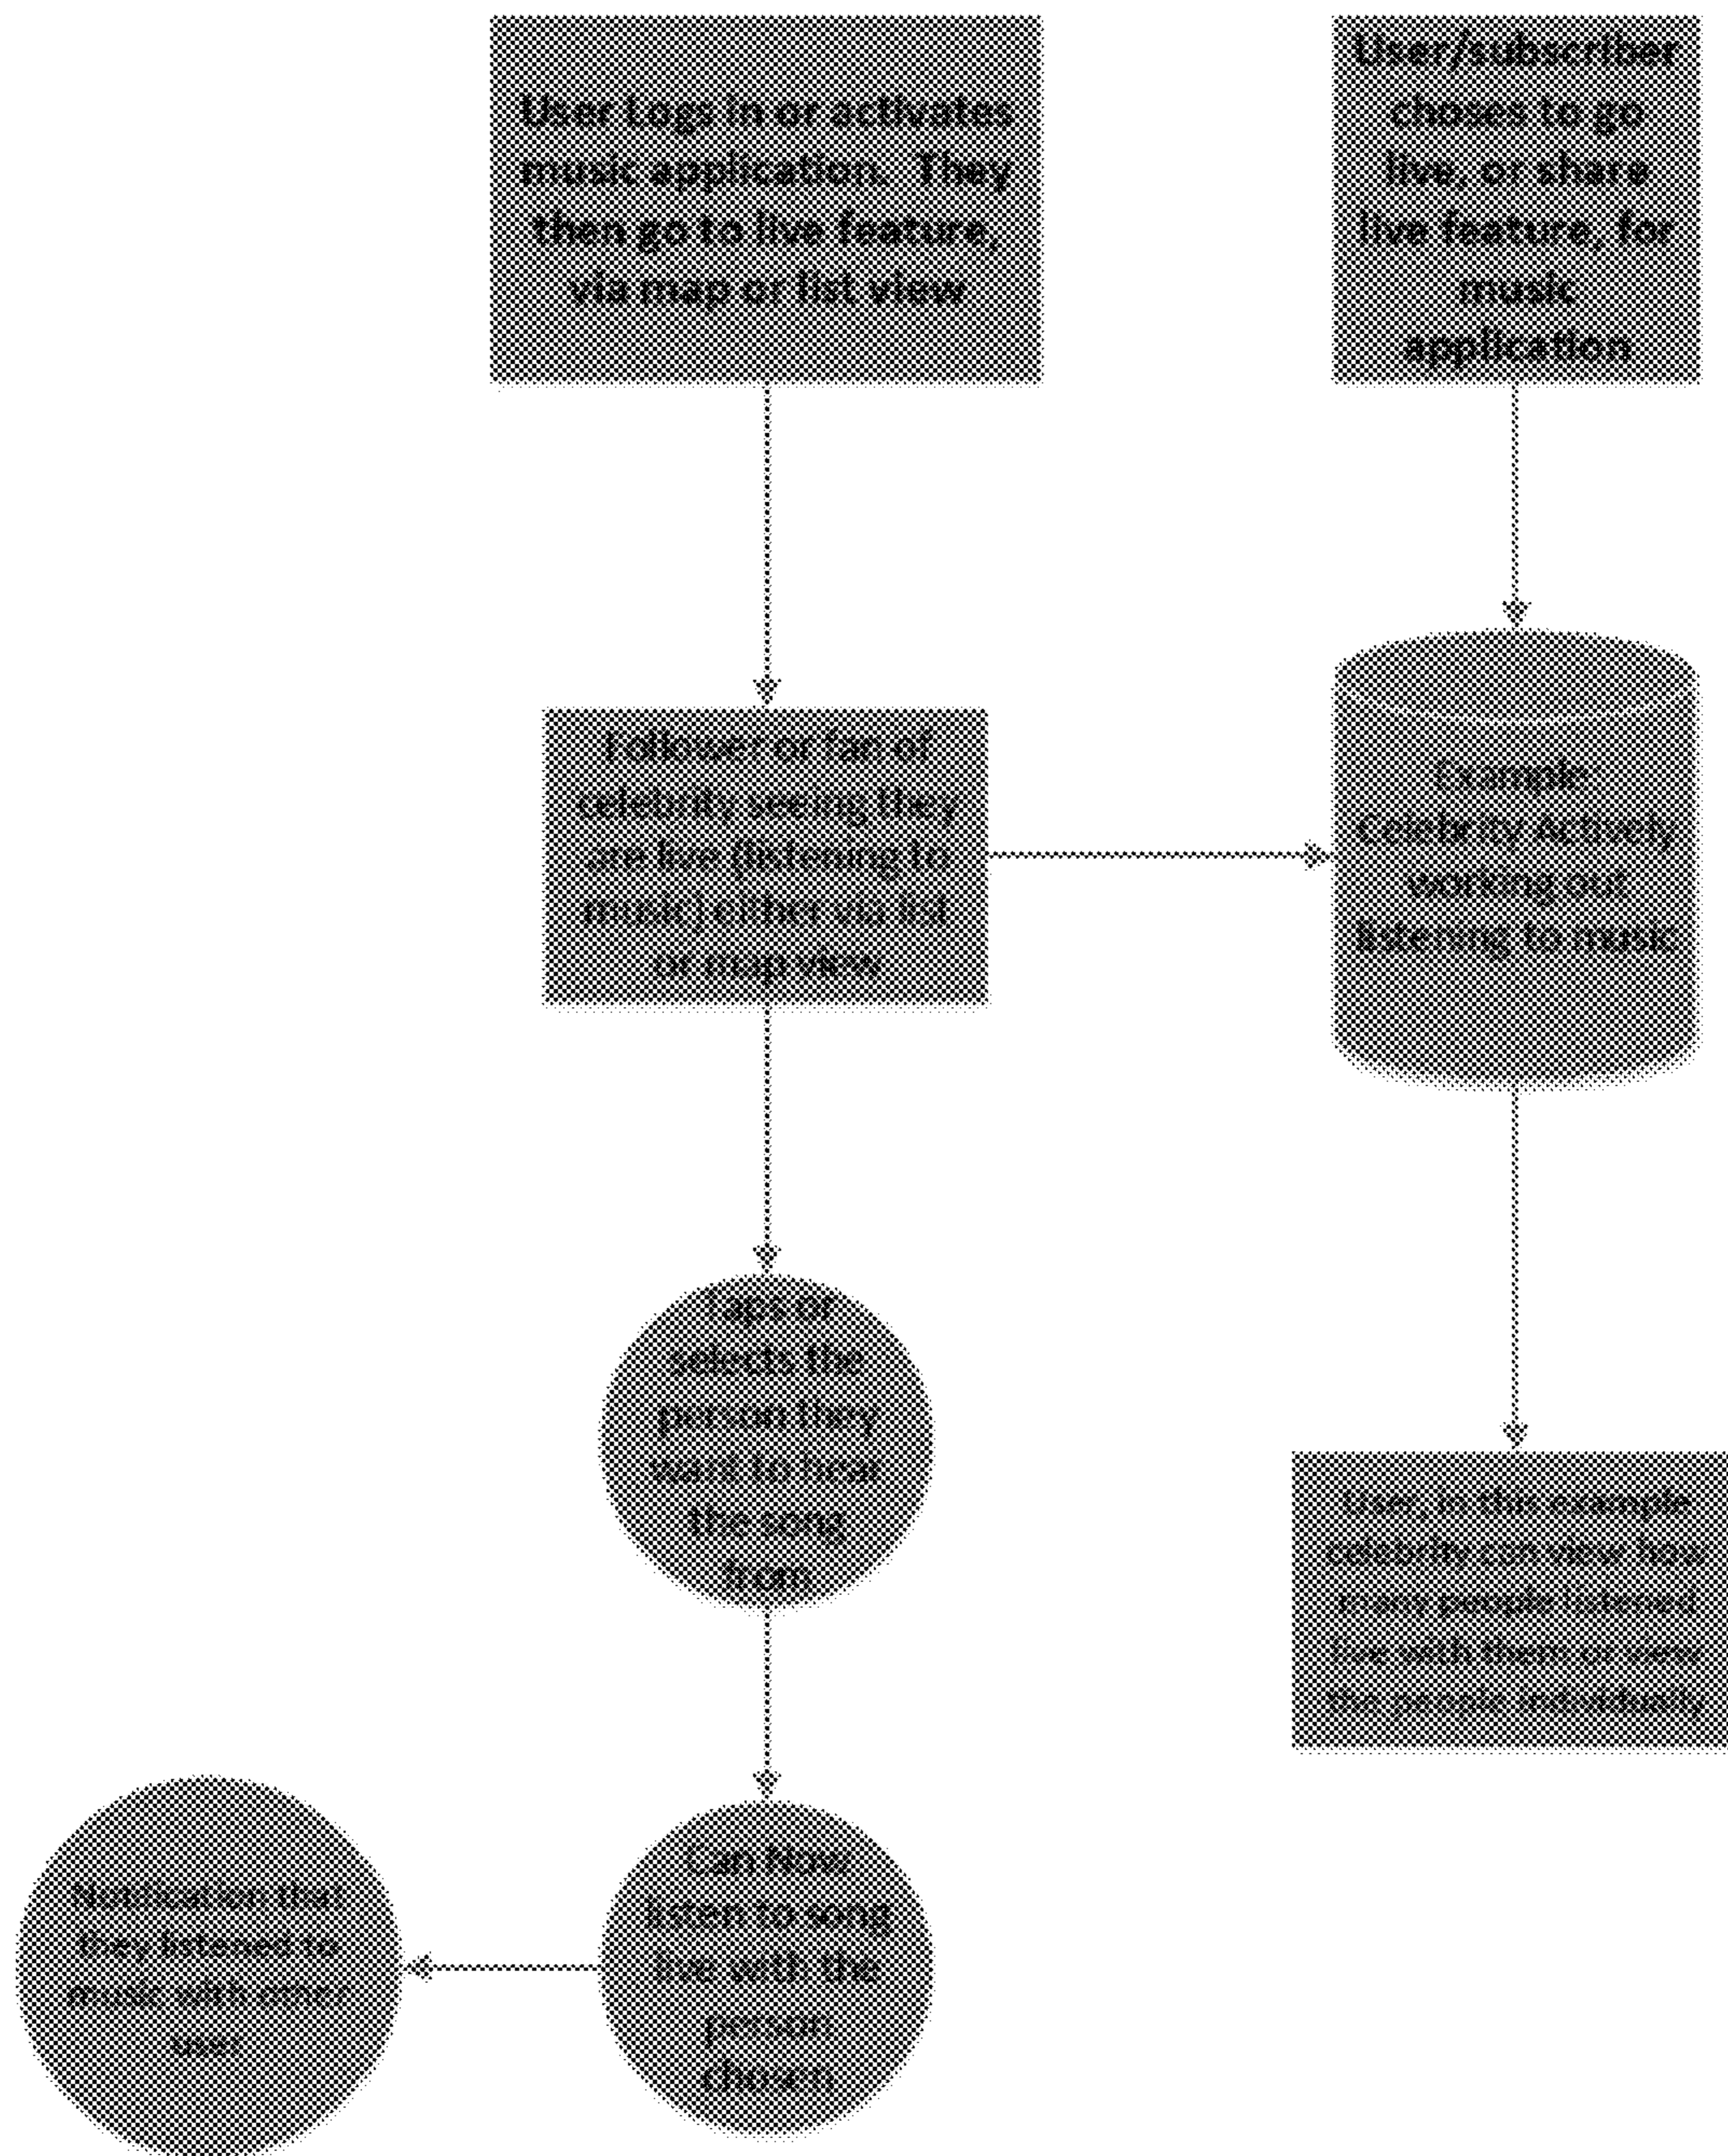 User Logs in or activates
music application. They
then go to live feature,
via map or list view
User/subscriber
choses to go
live, or share
live feature, for
music
application
Follower or fan of
celebrity seeing they
are live (listening to
music) either via list
or map view
Example
Celebrity Actively
working out
listening to music
Taps or
selects the
person they
want to hear
the song
from
User, in this example
celebrity can view how
many people listened
live with them or view
the people individually
Can Now
listen to song
live with the
person
chosen
Notification that
they listened to
music with other
user